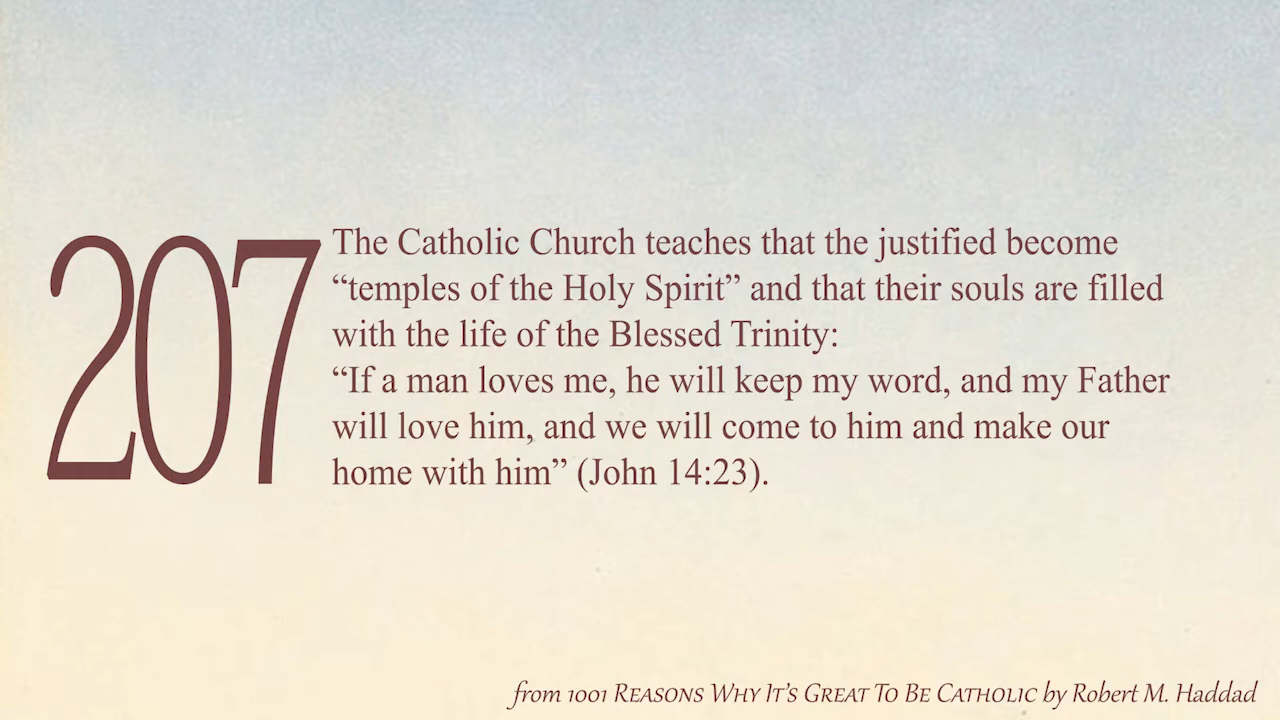 207
The Catholic Church teaches that the justified become
“temples of the Holy Spirit” and that their souls are filled
with the life of the Blessed Trinity:
“If a man loves me, he will keep my word, and my Father
will love him, and we will come to him and make our
home with him” (John 14:23).
from 1001 Reasons Why It’s Great To Be Catholic by Robert M. Haddad